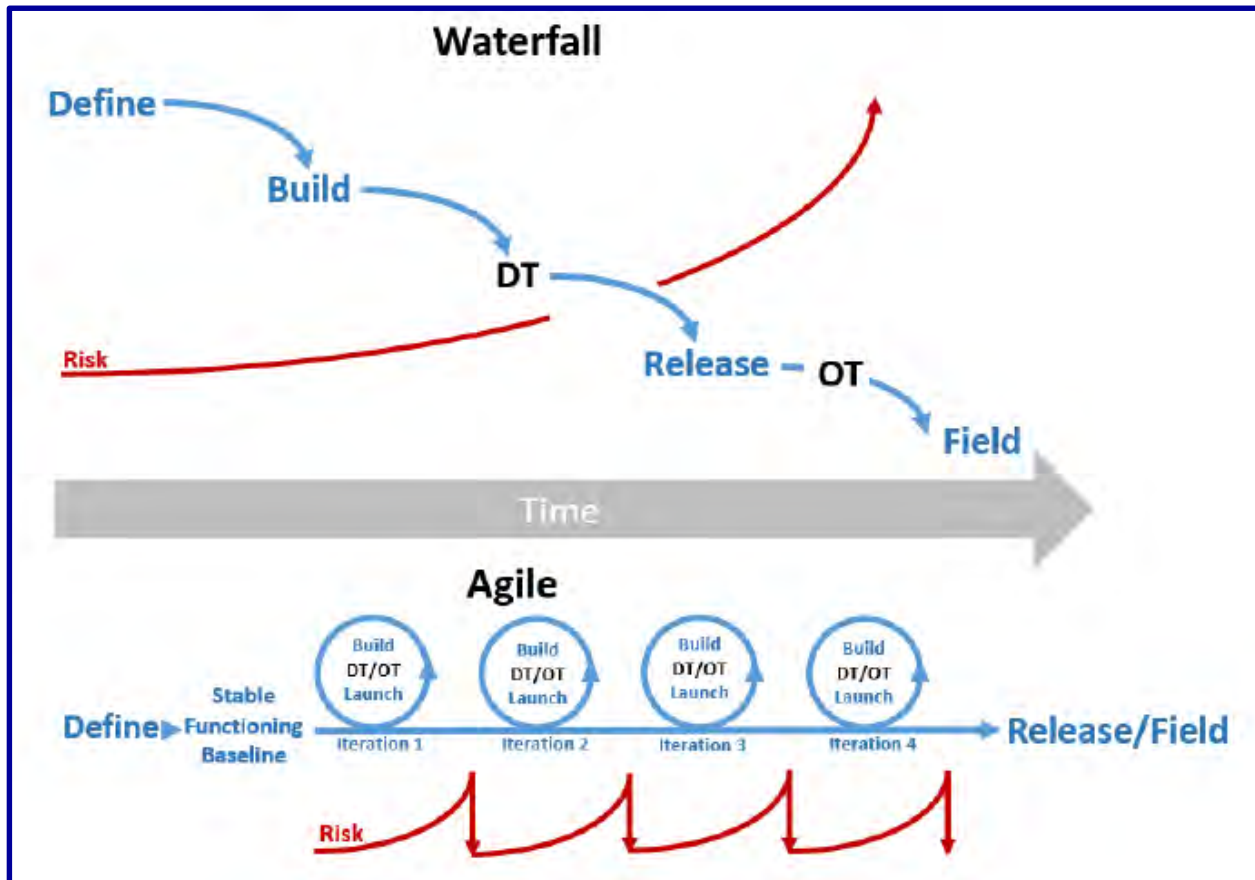 Waterfall
Define
Build
DT
Risk
Release
OT
Field
Time
Agile
Build
DT/OT
Launch
Build
DT/OT
Launch
Build
DT/OT
Launch
Build
DT/OT
Launch
Define
Stable
Functioning
Baseline
Iteration 1
Iteration 2
Iteration 3
Iteration 4
Release/Field
Risk